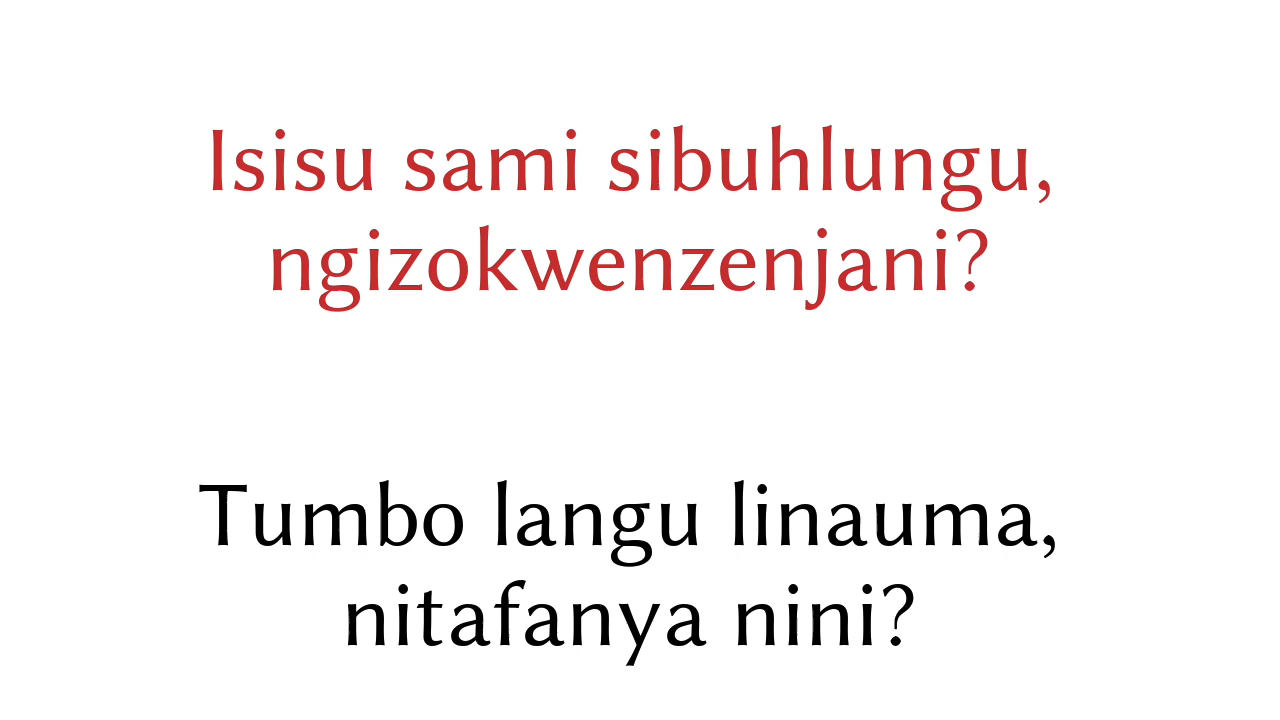 Isisu sami sibuhlungu,
ngizokwenzenjani?
Tumbo langu linauma,
nitafanya nini?